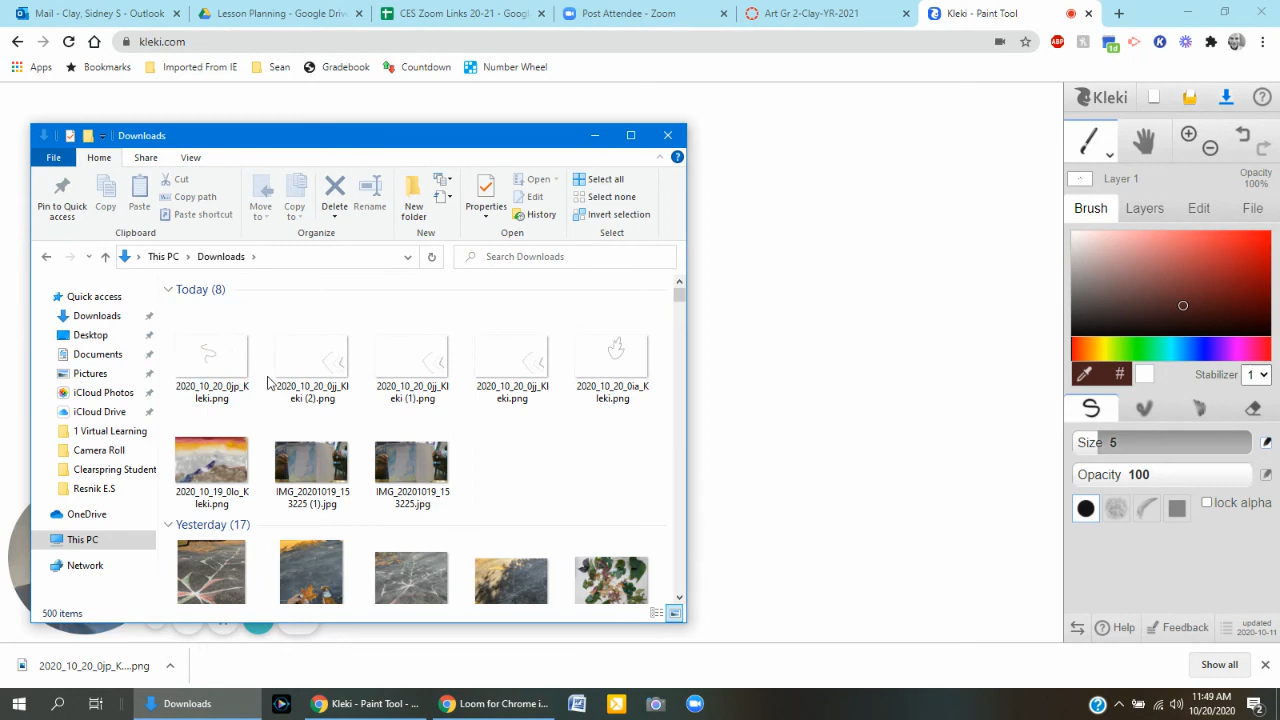 Mail - Clay, Sidney S - Outlook
Lesson Planning - Google Drive
CES Zoom Links 20-21 - Goog
Post Attendee - Zoom
Art Gr 2-Clay-YR-2021
Kleki - Paint Tool
kleki.com
1d
Apps
Bookmarks
Imported From IE
Sean
Gradebook
Countdown
Number Wheel
Kleki
Layer 1
Opacity
100%
Brush
Layers
Edit
File
#
Stabilizer
1
Size 5
Opacity 100
lock alpha
Help
Feedback
updated
2020-10-11
Downloads
File
Home
Share
View
Pin to Quick access
Copy
Paste
Cut
Copy path
Paste shortcut
Clipboard
Move to
Copy to
Delete
Rename
Organize
New folder
New
Properties
Open
Edit
History
Open
Select all
Select none
Invert selection
Select
This PC
Downloads
Search Downloads
Quick access
Downloads
Desktop
Documents
Pictures
iCloud Photos
iCloud Drive
1 Virtual Learning
Camera Roll
Clearspring Student
Resnik E.S
OneDrive
This PC
Network
Today (8)
2020_10_20_0jp_Kleki.png
2020_10_20_0jj_Kleki (2).png
2020_10_20_0jj_Kleki (1).png
2020_10_20_0jj_Kleki.png
2020_10_20_0ia_Kleki.png
2020_10_19_0lo_Kleki.png
IMG_20201019_153225 (1).jpg
IMG_20201019_153225.jpg
Yesterday (17)
500 items
2020_10_20_0jp_K....png
Show all
Downloads
Kleki - Paint Tool - ...
Loom for Chrome i...
11:49 AM
10/20/2020
2